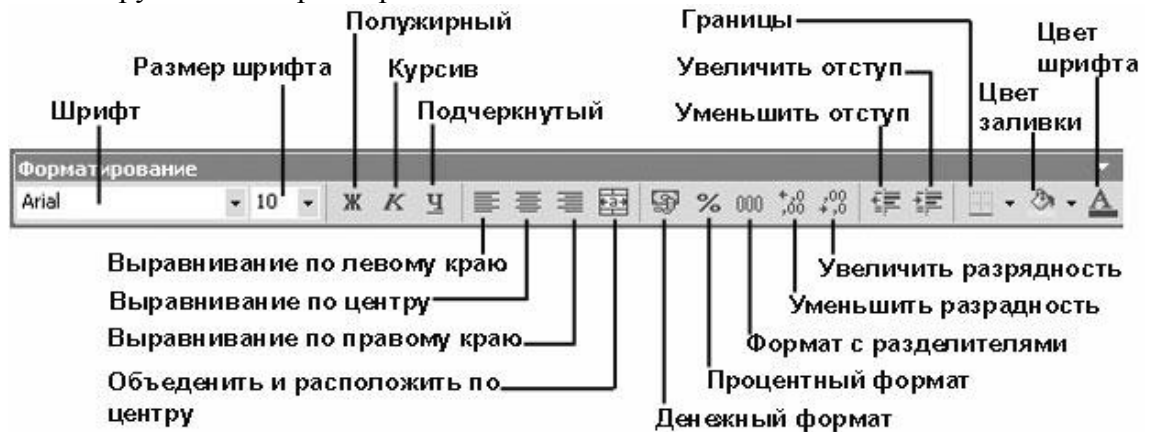 Полужирный
Границы
Цвет
шрифта
Размер шрифта
Курсив
Увеличить отступ
Цвет
заливки
Шрифт
Подчеркнутый
Уменьшить отступ
Форматирование
Arial 10 Ж К Ч % 000
Выравнивание по левому краю
Увеличить разрядность
Выравнивание по центру
Уменьшить разрадность
Выравнивание по правому краю
Формат с разделителями
Объеденить и расположить по
центру
Процентный формат
Денежный формат